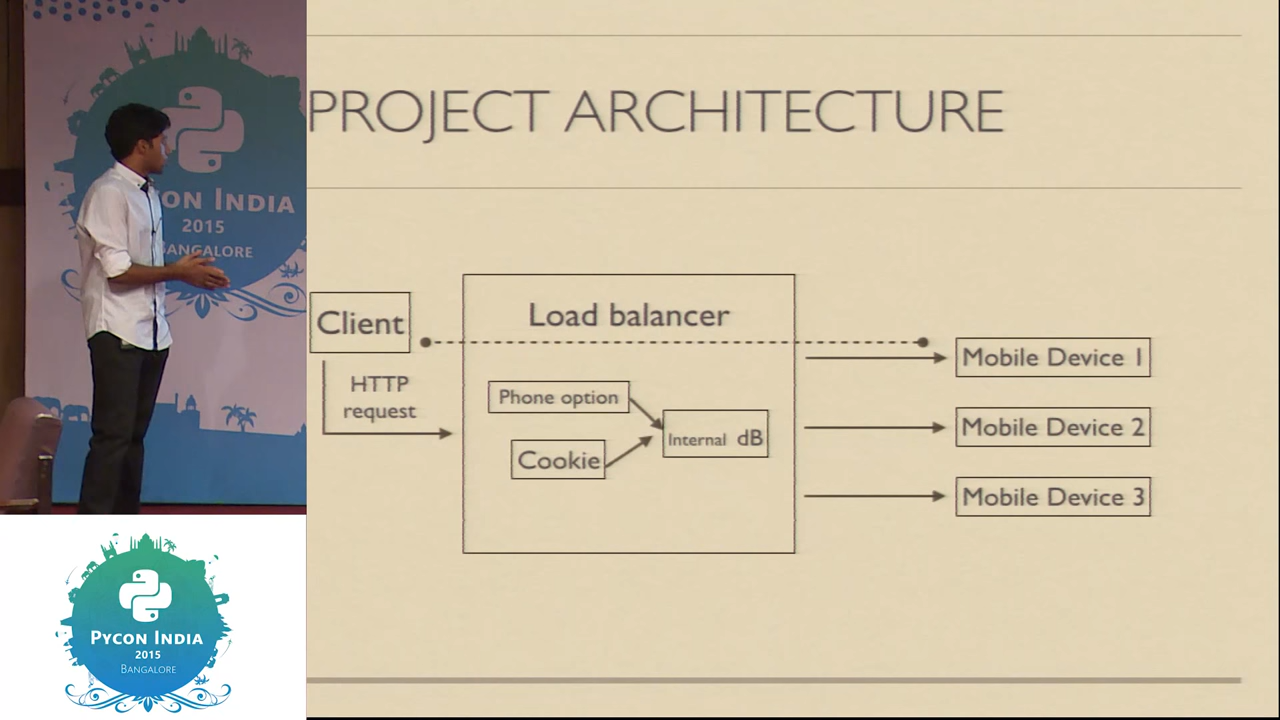 PROJECT ARCHITECTURE
ON INDIA
2015
BANGALORE
Client
HTTP
request
Load balancer
Phone option
Cookie
Internal dB
Mobile Device 1
Mobile Device 2
Mobile Device 3
PYCON INDIA
2015
BANGALORE